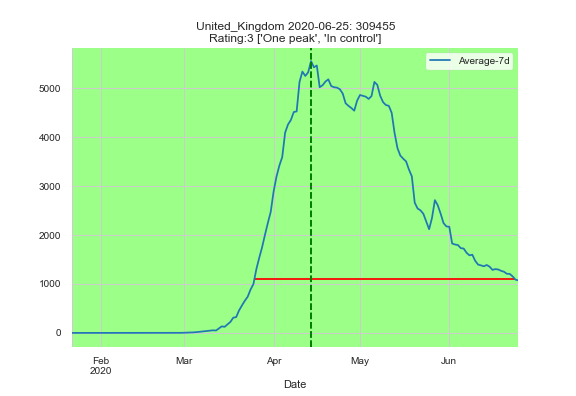 United_Kingdom 2020-06-25: 309455
Rating:3 ['One peak', 'In control']
Average-7d
5000
4000
3000
2000
1000
0
Feb
2020
Mar
Apr
May
Jun
Date